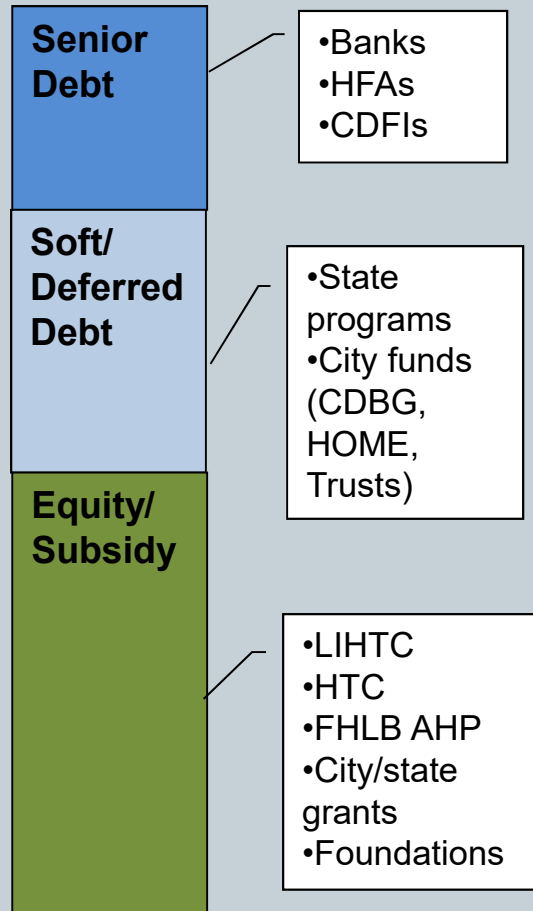 Senior
Debt
•Banks
•HFAs
•CDFIs
Soft/
Deferred
Debt
•State
programs
•City funds
(CDBG,
HOME,
Trusts)
Equity/
Subsidy
•LIHTC
•HTC
•FHLB AHP
•City/state
grants
•Foundations